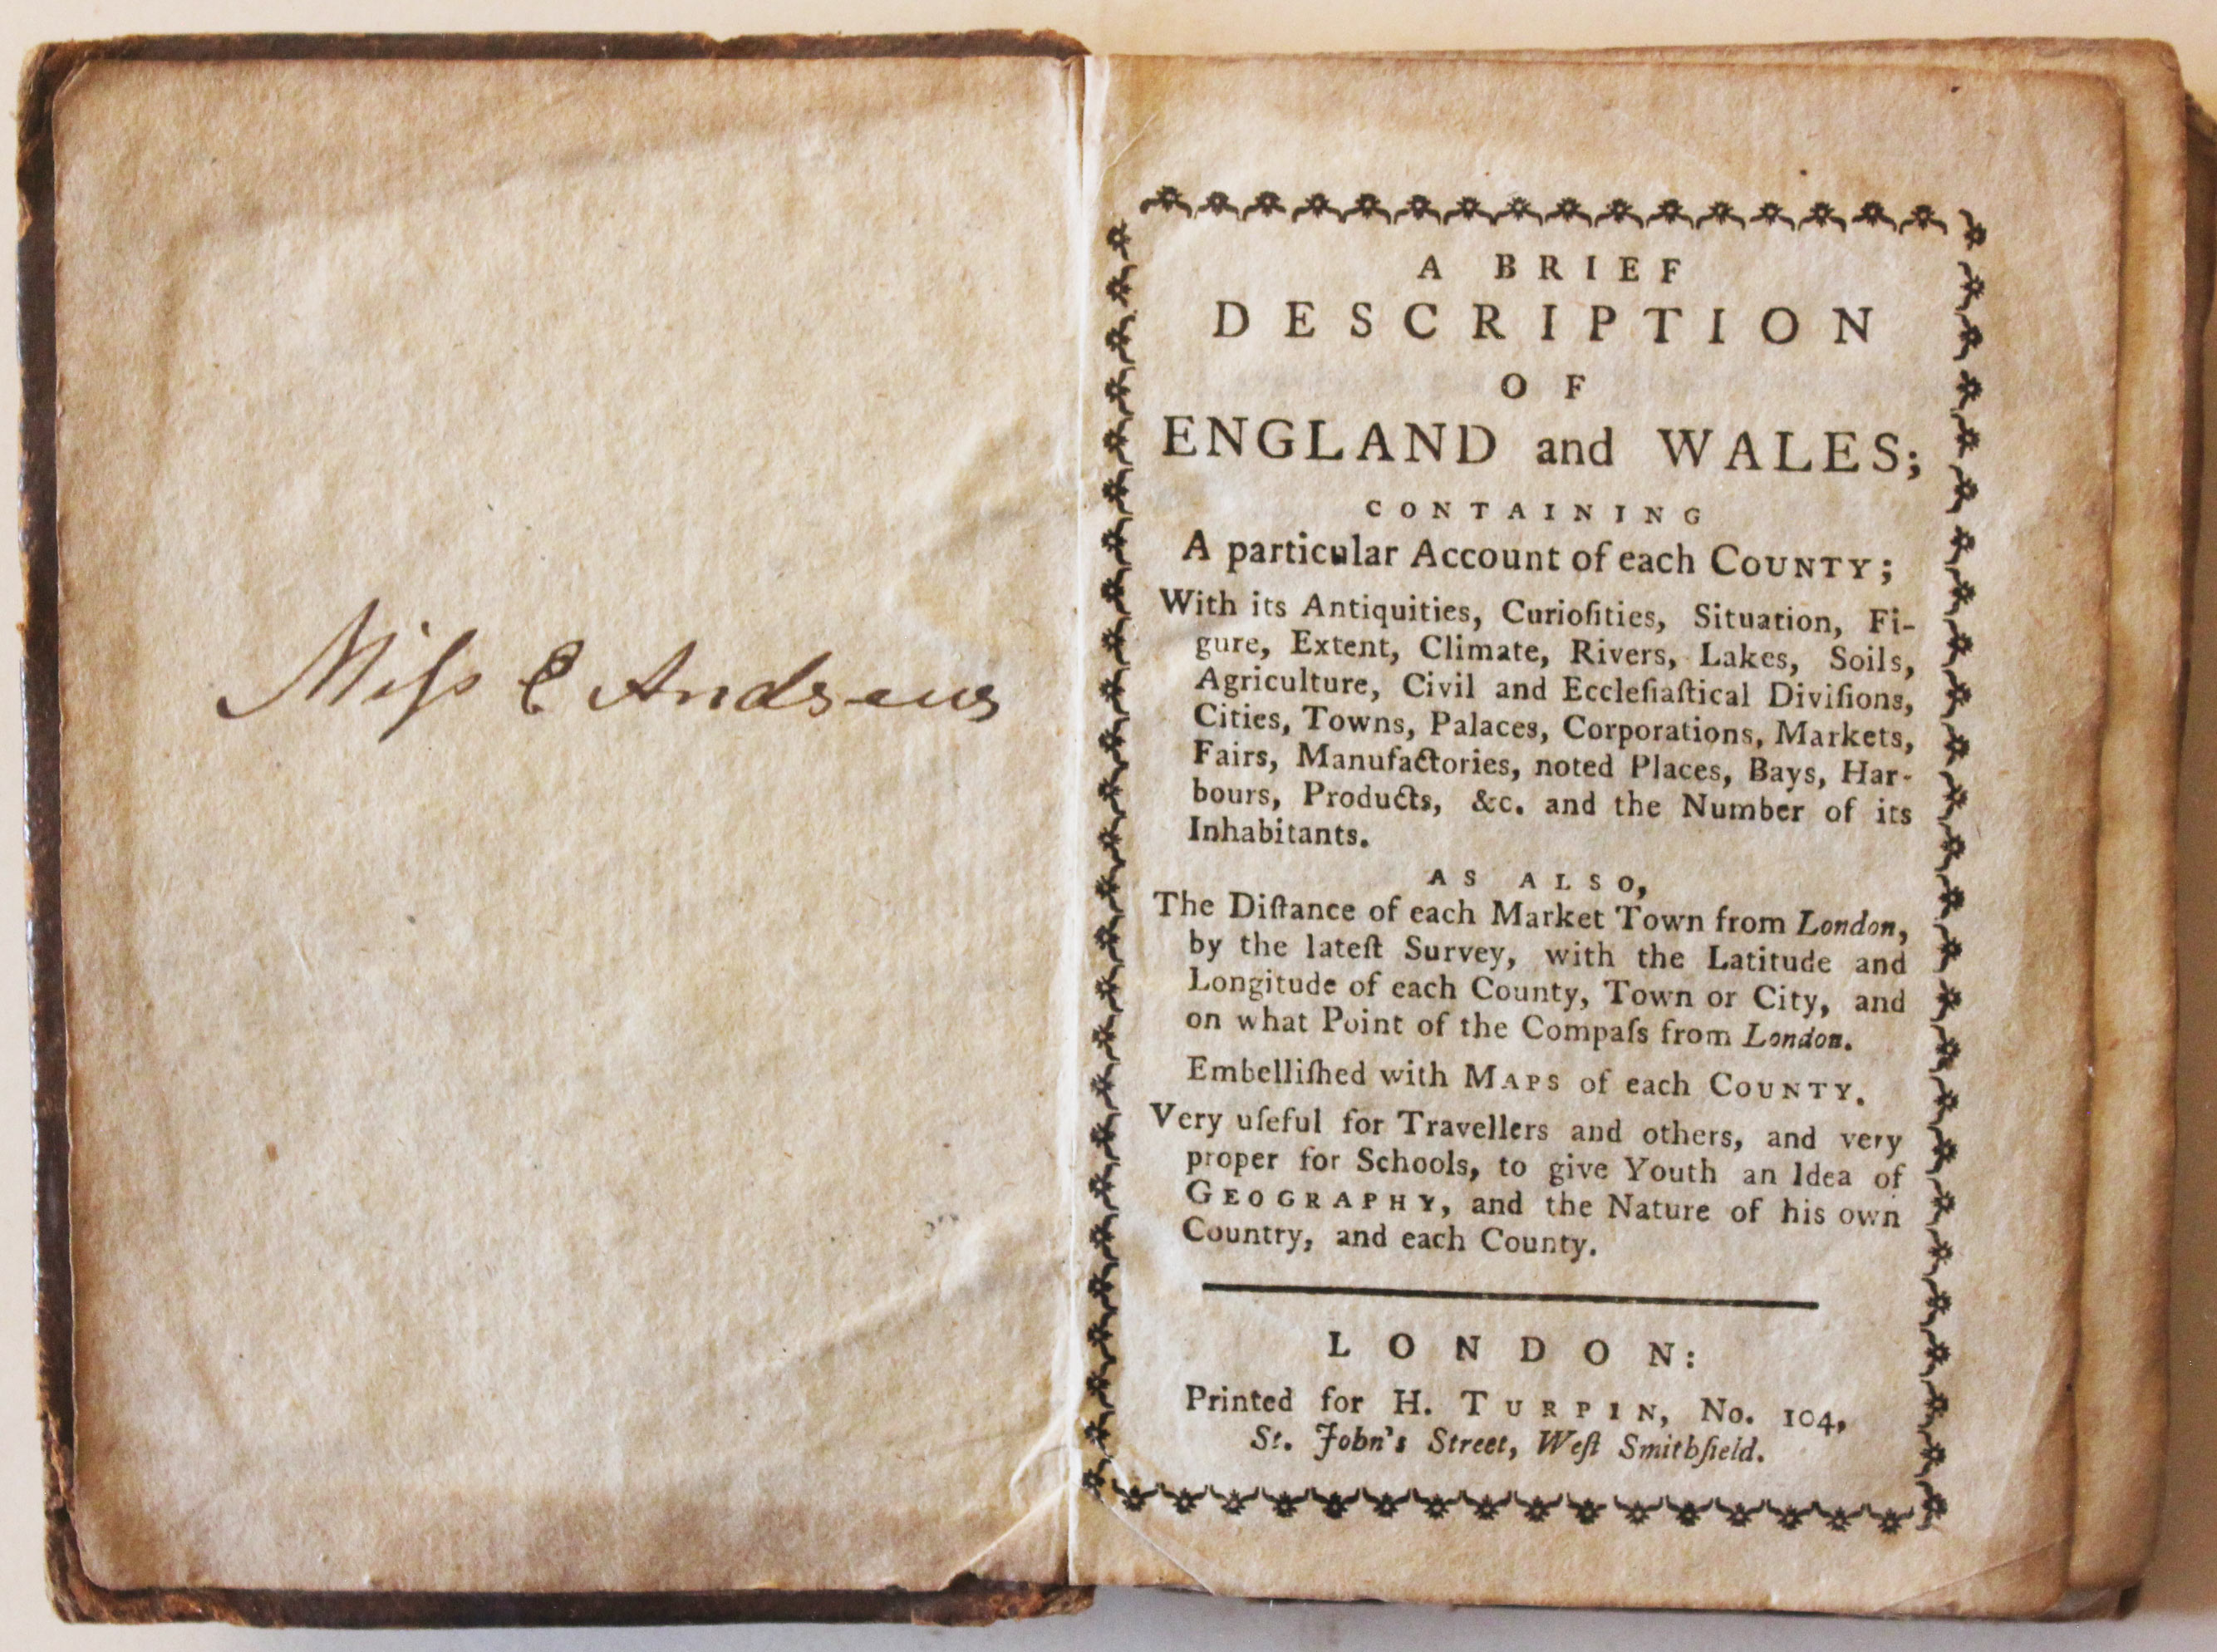 Miſs E Andrews
A BRIEF
DESCRIPTION
OF
ENGLAND and WALES;
CONTAINING
A particular Account of each COUNTY;
With its Antiquities, Curioſities, Situation, Fi-
gure, Extent, Climate, Rivers, Lakes, Soils,
Agriculture, Civil and Eccleſiaſtical Diviſions,
Cities, Towns, Palaces, Corporations, Markets,
Fairs, Manufactories, noted Places, Bays, Har-
bours, Products, &c. and the Number of its
Inhabitants.
AS ALSO,
The Diſtance of each Market Town from London,
by the lateſt Survey, with the Latitude and
Longitude of each County, Town or City, and
on what Point of the Compaſs from London.
Embelliſhed with MAPS of each COUNTY.
Very uſeful for Travellers and others, and very
proper for Schools, to give Youth an Idea of
GEOGRAPHY, and the Nature of his own
Country, and each County.
LONDON:
Printed for H. TURPIN, No. 104,
St. John's Street, Weſt Smithfield.